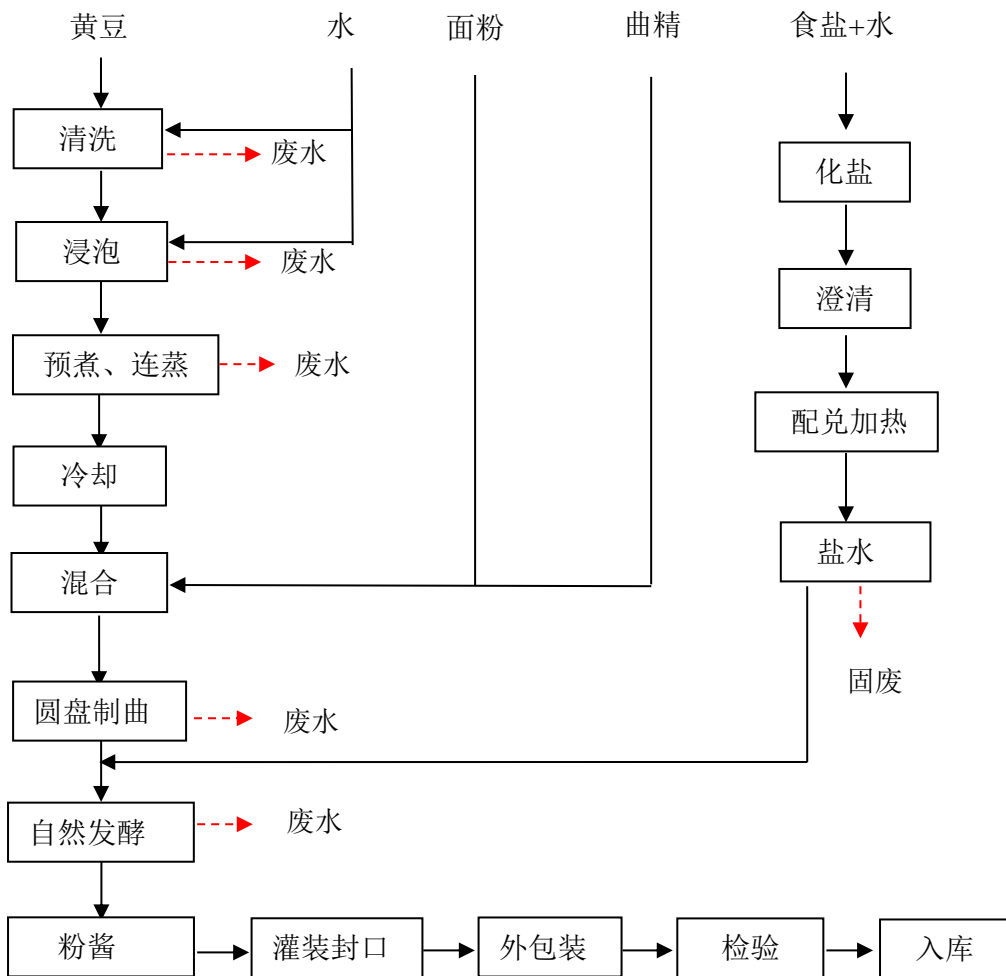 黄豆 水 面粉 曲精 食盐+水
清洗
废水
化盐
浸泡
废水
澄清
预煮、连蒸
废水
配兑加热
冷却
盐水
混合
固废
圆盘制曲
废水
自然发酵
废水
粉酱 灌装封口 外包装 检验 入库